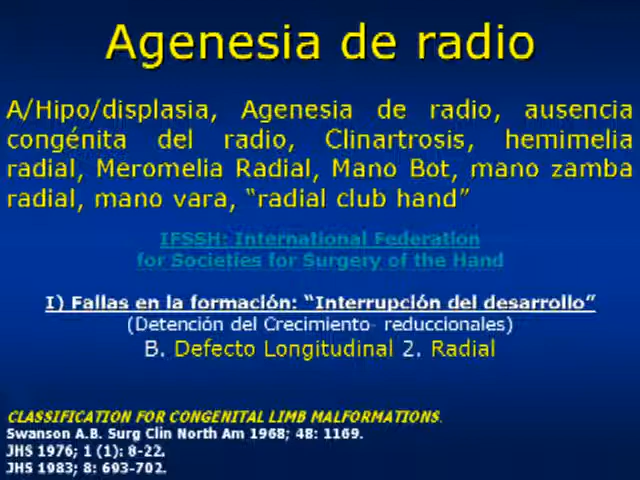 Agenesia de radio
A/Hipo/displasia, Agenesia de radio, ausencia
congénita del radio, Clinartrosis, hemimelia
radial, Meromelia Radial, Mano Bot, mano zamba
radial, mano vara, “radial club hand”
IFSSH: International Federation
for Societies for Surgery of the Hand
I) Fallas en la formación: “Interrupción del desarrollo”
(Detención del Crecimiento- reduccionales)
B. Defecto Longitudinal 2. Radial
CLASSIFICATION FOR CONGENITAL LIMB MALFORMATIONS.
Swanson A.B. Surg Clin North Am 1968; 48: 1169.
JHS 1976; 1 (1): 8-22.
JHS 1983; 8: 693-702.